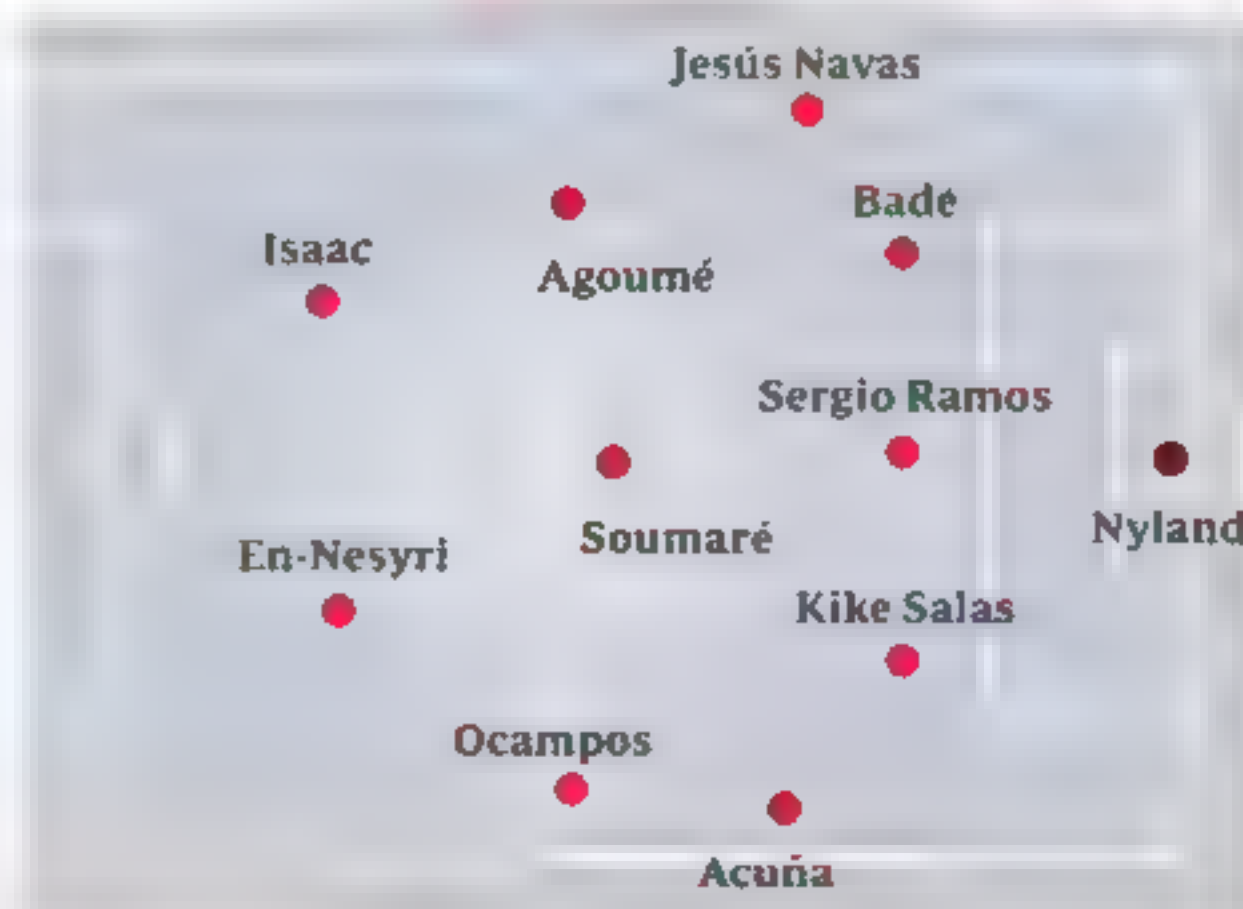 Jesús Navas
Badé
Isaac
Agoumé
Sergio Ramos
Nyland
Soumaré
En-Nesyri
Kike Salas
Ocampos
Acuña